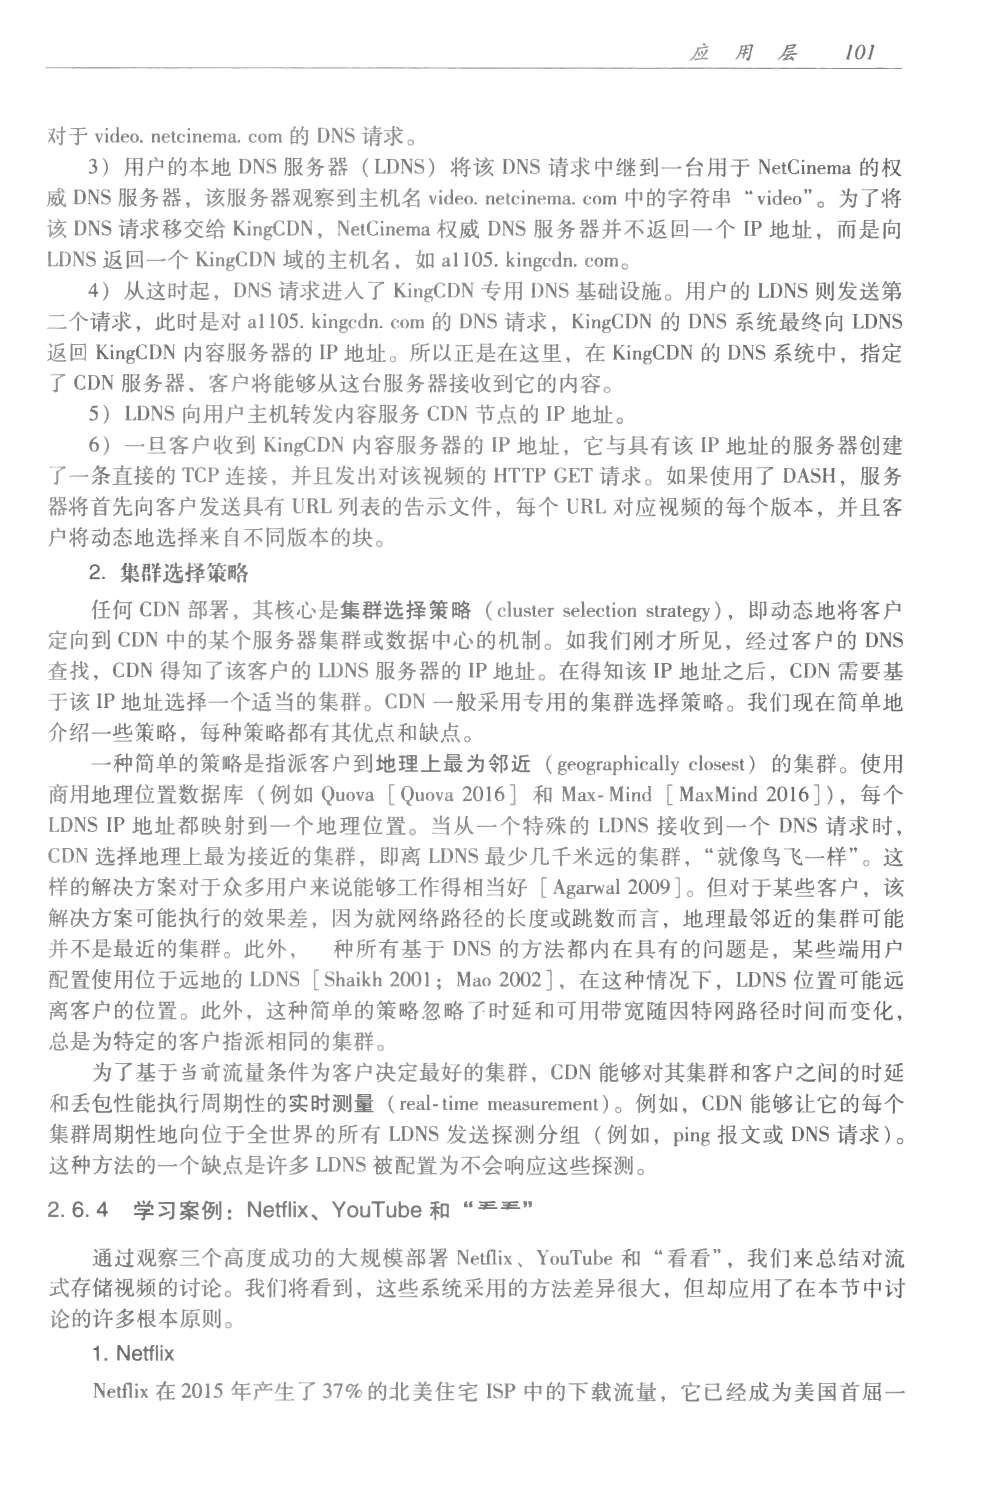 应用层 101
对于 video. netcinema. com 的 DNS 请求。
3）用户的本地 DNS 服务器（LDNS）将该 DNS 请求中继到一台用于 NetCinema 的权
威 DNS 服务器，该服务器观察到主机名 video. netcinema. com 中的字符串“video”。为了将
该 DNS 请求移交给 KingCDN，NetCinema 权威 DNS 服务器并不返回一个 IP 地址，而是向
LDNS 返回一个 KingCDN 域的主机名，如 a1105. kingcdn. com。
4）从这时起，DNS 请求进入了 KingCDN 专用 DNS 基础设施。用户的 LDNS 则发送第
二个请求，此时是对 a1105. kingcdn. com 的 DNS 请求，KingCDN 的 DNS 系统最终向 LDNS
返回 KingCDN 内容服务器的 IP 地址。所以正是在这里，在 KingCDN 的 DNS 系统中，指定
了 CDN 服务器，客户将能够从这台服务器接收到它的内容。
5）LDNS 向用户主机转发内容服务 CDN 节点的 IP 地址。
6）一旦客户收到 KingCDN 内容服务器的 IP 地址，它与具有该 IP 地址的服务器创建
了一条直接的 TCP 连接，并且发出对该视频的 HTTP GET 请求。如果使用了 DASH，服务
器将首先向客户发送具有 URL 列表的告示文件，每个 URL 对应视频的每个版本，并且客
户将动态地选择来自不同版本的块。
2. 集群选择策略
任何 CDN 部署，其核心是集群选择策略（cluster selection strategy），即动态地将客户
定向到 CDN 中的某个服务器集群或数据中心的机制。如我们刚才所见，经过客户的 DNS
查找，CDN 得知了该客户的 LDNS 服务器的 IP 地址。在得知该 IP 地址之后，CDN 需要基
于该 IP 地址选择一个适当的集群。CDN 一般采用专用的集群选择策略。我们现在简单地
介绍一些策略，每种策略都有其优点和缺点。
一种简单的策略是指派客户到地理上最为邻近（geographically closest）的集群。使用
商用地理位置数据库（例如 Quova［Quova 2016］和 Max- Mind［MaxMind 2016］），每个
LDNS IP 地址都映射到一个地理位置。当从一个特殊的 LDNS 接收到一个 DNS 请求时，
CDN 选择地理上最为接近的集群，即离 LDNS 最少几千米远的集群，“就像鸟飞一样”。这
样的解决方案对于众多用户来说能够工作得相当好［Agarwal 2009］。但对于某些客户，该
解决方案可能执行的效果差，因为就网络路径的长度或跳数而言，地理最邻近的集群可能
并不是最近的集群。此外， 种所有基于 DNS 的方法都内在具有的问题是，某些端用户
配置使用位于远地的 LDNS［Shaikh 2001；Mao 2002］，在这种情况下，LDNS 位置可能远
离客户的位置。此外，这种简单的策略忽略了时延和可用带宽随因特网路径时间而变化，
总是为特定的客户指派相同的集群。
为了基于当前流量条件为客户决定最好的集群，CDN 能够对其集群和客户之间的时延
和丢包性能执行周期性的实时测量（real-time measurement）。例如，CDN 能够让它的每个
集群周期性地向位于全世界的所有 LDNS 发送探测分组（例如，ping 报文或 DNS 请求）。
这种方法的一个缺点是许多 LDNS 被配置为不会响应这些探测。
2. 6. 4 学习案例：Netflix、YouTube 和“看看”
通过观察三个高度成功的大规模部署 Netflix、YouTube 和“看看”，我们来总结对流
式存储视频的讨论。我们将看到，这些系统采用的方法差异很大，但却应用了在本节中讨
论的许多根本原则。
1. Netflix
Netflix 在 2015 年产生了 37% 的北美住宅 ISP 中的下载流量，它已经成为美国首屈一